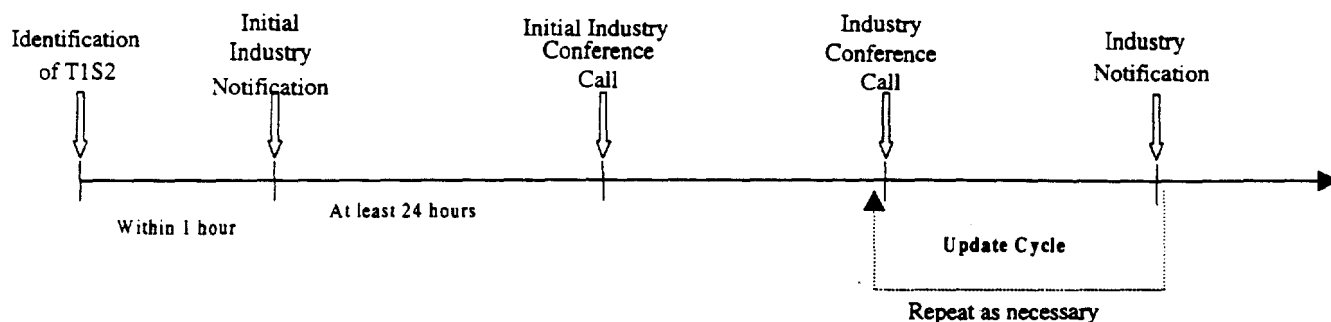 Identification
of T1S2
Initial
Industry
Notification
Initial Industry
Conference
Call
Industry
Conference
Call
Industry
Notification
Within 1 hour
At least 24 hours
Update Cycle
Repeat as necessary